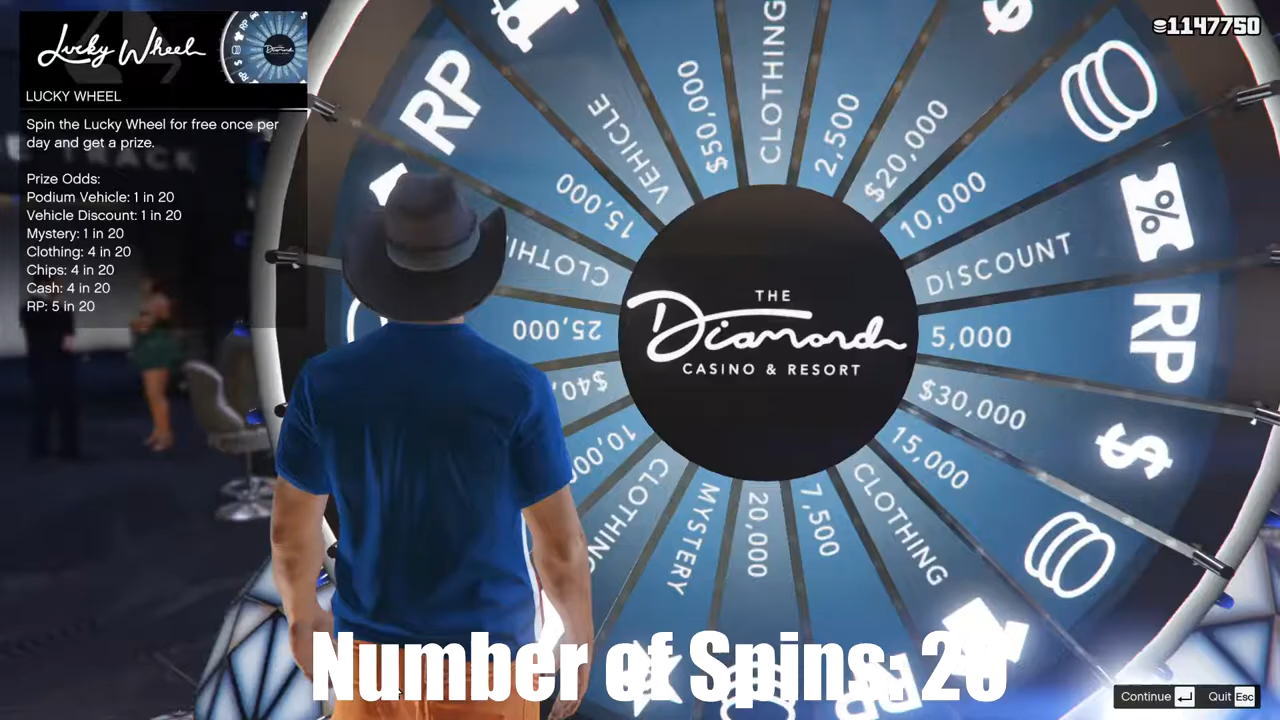 Lucky Wheel
1147750
LUCKY WHEEL
Spin the Lucky Wheel for free once per
day and get a prize.
Prize Odds:
Podium Vehicle: 1 in 20
Vehicle Discount: 1 in 20
Mystery: 1 in 20
Clothing: 4 in 20
Chips: 4 in 20
Cash: 4 in 20
RP: 5 in 20
RP
VEHICLE
$50,000
CLOTHING
2,500
$20,000
10,000
DISCOUNT
%
5,000
RP
$30,000
$
15,000
CLOTHING
7,500
20,000
MYSTERY
CLOTHING
10,000
25,000
15,000
$
THE
Diamond
CASINO & RESORT
Number of Spins:
Continue
Quit Esc